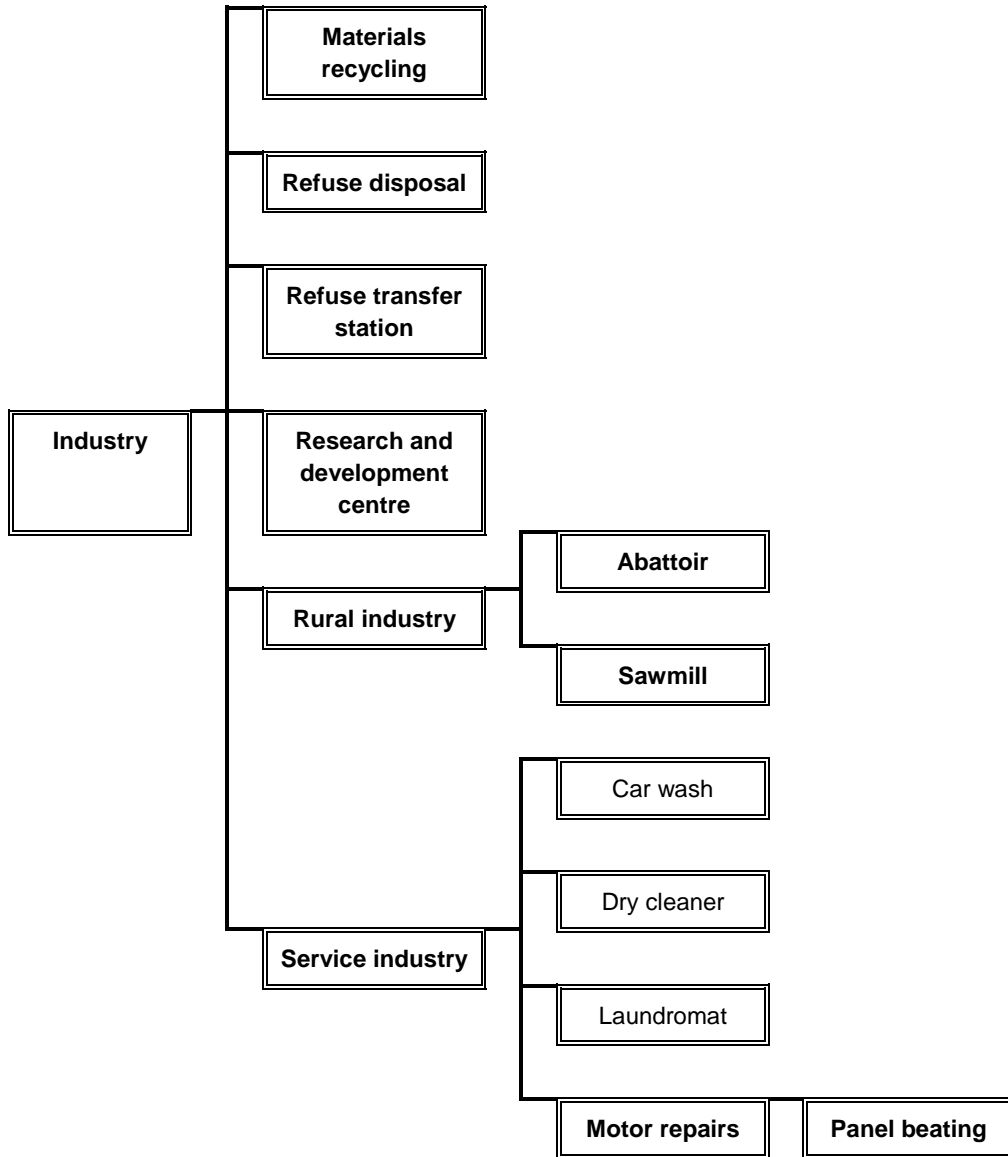 Materials
recycling
Refuse disposal
Refuse transfer
station
Industry
Research and
development
centre
Abattoir
Rural industry
Sawmill
Car wash
Dry cleaner
Service industry
Laundromat
Motor repairs
Panel beating